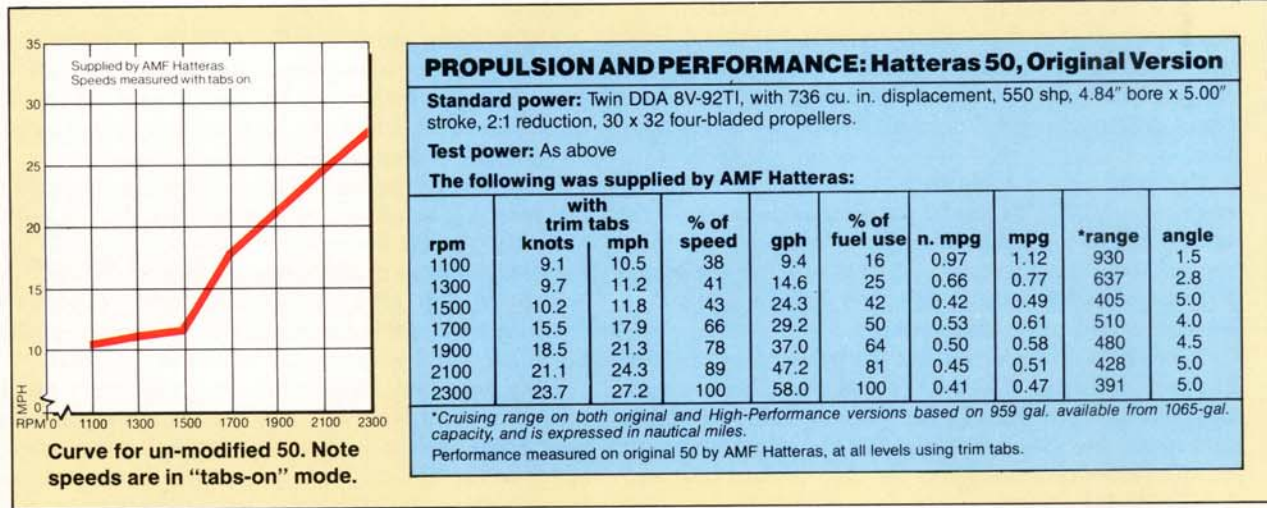 35
30
25
20
15
10
0
MPH
Supplied by AMF Hatteras
Speeds measured with tabs on
RPM 0 1100 1300 1500 1700 1900 2100 2300
Curve for un-modified 50. Note
speeds are in “tabs-on” mode.
PROPULSION AND PERFORMANCE: Hatteras 50, Original Version
Standard power: Twin DDA 8V-92TI, with 736 cu. in. displacement, 550 shp, 4.84″ bore x 5.00″
stroke, 2:1 reduction, 30 x 32 four-bladed propellers.
Test power: As above
The following was supplied by AMF Hatteras:
with
trim tabs % of % of
rpm knots mph speed gph fuel use n. mpg mpg *range angle
1100 9.1 10.5 38 9.4 16 0.97 1.12 930 1.5
1300 9.7 11.2 41 14.6 25 0.66 0.77 637 2.8
1500 10.2 11.8 43 24.3 42 0.42 0.49 405 5.0
1700 15.5 17.9 66 29.2 50 0.53 0.61 510 4.0
1900 18.5 21.3 78 37.0 64 0.50 0.58 480 4.5
2100 21.1 24.3 89 47.2 81 0.45 0.51 428 5.0
2300 23.7 27.2 100 58.0 100 0.41 0.47 391 5.0
*Cruising range on both original and High-Performance versions based on 959 gal. available from 1065-gal.
capacity, and is expressed in nautical miles.
Performance measured on original 50 by AMF Hatteras, at all levels using trim tabs.